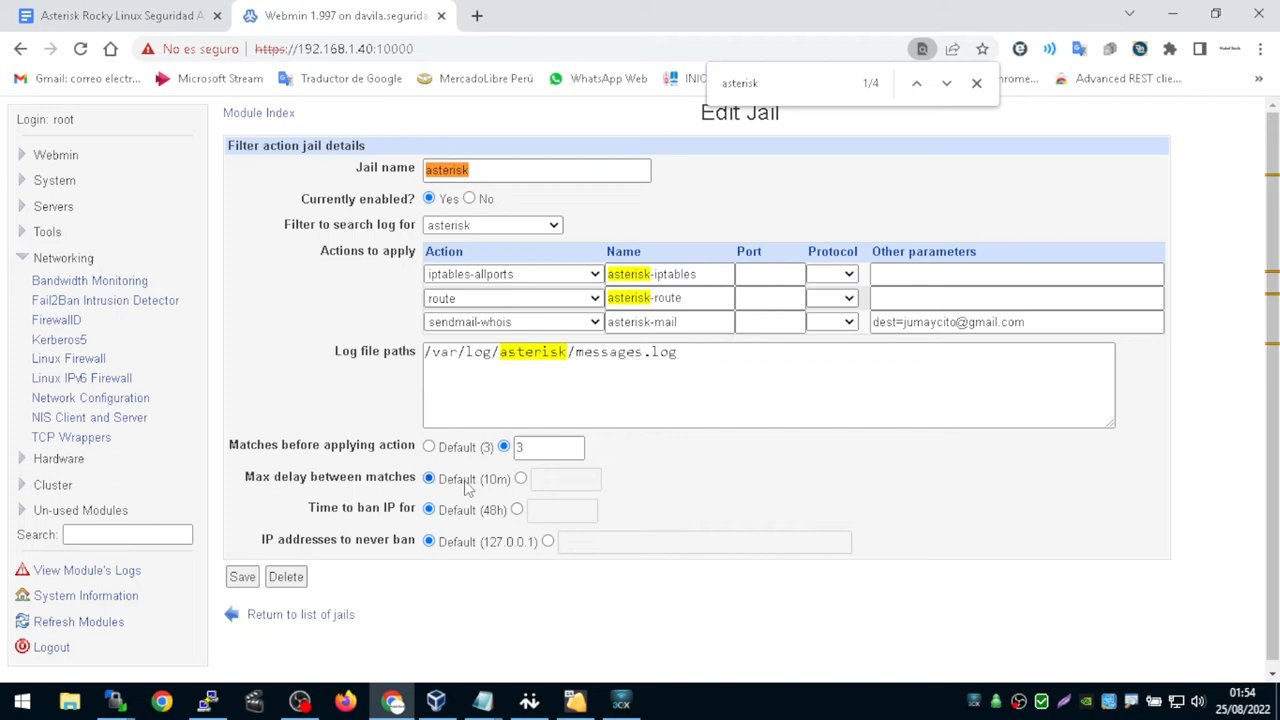 Asterisk Rocky Linux Seguridad A
Webmin 1.997 on davila.segurida
No es seguro
https://192.168.1.40:10000
Gmail: correo electr...
Microsoft Stream
Traductor de Google
MercadoLibre Perú
WhatsApp Web
INIC
hrome...
Advanced REST clie...
»
asterisk
1/4
Login: root
Webmin
System
Servers
Tools
Networking
Bandwidth Monitoring
Fail2Ban Intrusion Detection
FirewallD
Kerberos5
Linux Firewall
Linux IPv6 Firewall
Network Configuration
NIS Client and Server
TCP Wrappers
Hardware
Cluster
Un-used Modules
Search:
View Module's Logs
System Information
Refresh Modules
Logout
Module Index
Edit Jail
Filter action jail details
Jail name asterisk
Currently enabled? Yes No
Filter to search log for asterisk
Actions to apply Action Name Port Protocol Other parameters
iptables-allports asterisk-iptables
route asterisk-route
sendmail-whois asterisk-mail dest=jumaycito@gmail.com
Log file paths /var/log/asterisk/messages.log
Matches before applying action Default (3) 3
Max delay between matches Default (10m)
Time to ban IP for Default (48h)
IP addresses to never ban Default (127.0.0.1)
Save Delete
Return to list of jails
3CX
01:54
25/08/2022